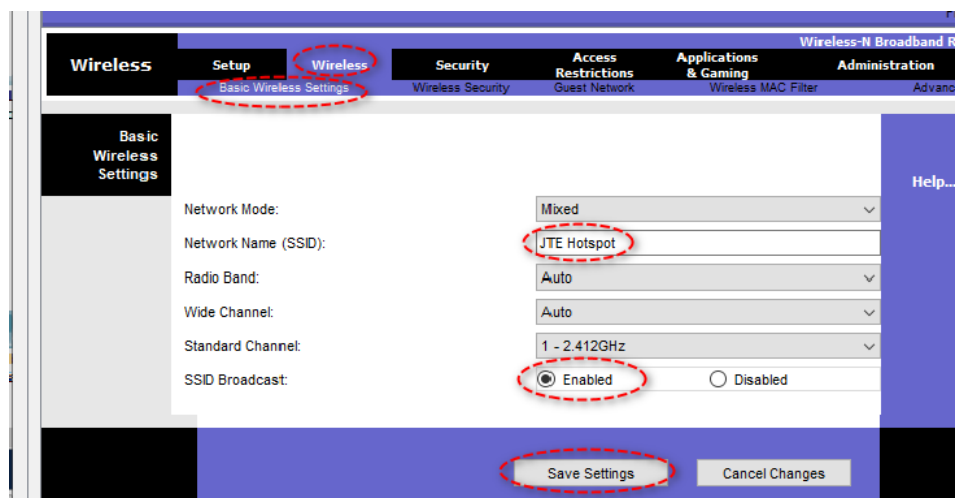 Wireless-N Broadband R
Wireless
Setup
Wireless
Security
Access
Restrictions
Applications
& Gaming
Administration
Basic Wireless Settings
Wireless Security
Guest Network
Wireless MAC Filter
Advanc
Basic
Wireless
Settings
Help...
Network Mode:
Mixed
Network Name (SSID):
JTE Hotspot
Radio Band:
Auto
Wide Channel:
Auto
Standard Channel:
1 - 2.412GHz
SSID Broadcast:
Enabled
Disabled
Save Settings
Cancel Changes